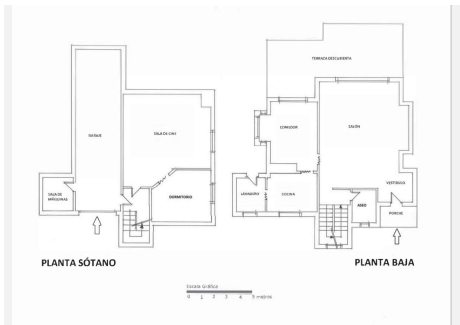 TERRAZA DESCUBIERTA
GARAJE
SALA DE CINE
COMEDOR
SALÓN
SALA DE
MÁQUINAS
DORMITORIO
LAVADERO
COCINA
VESTÍBULO
ASEO
PORCHE
PLANTA SÓTANO
PLANTA BAJA
Escala Gráfica
0 1 2 3 4 5 metros